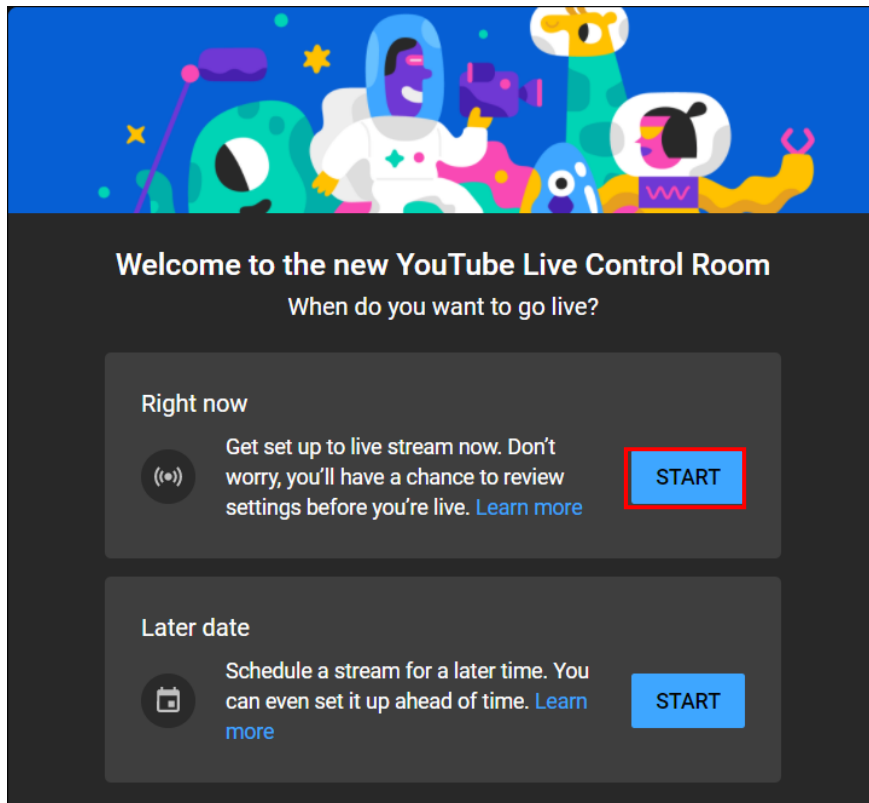 Welcome to the new YouTube Live Control Room
When do you want to go live?
Right now
Get set up to live stream now. Don’t
worry, you’ll have a chance to review
settings before you’re live. Learn more
START
Later date
Schedule a stream for a later time. You
can even set it up ahead of time. Learn
more
START